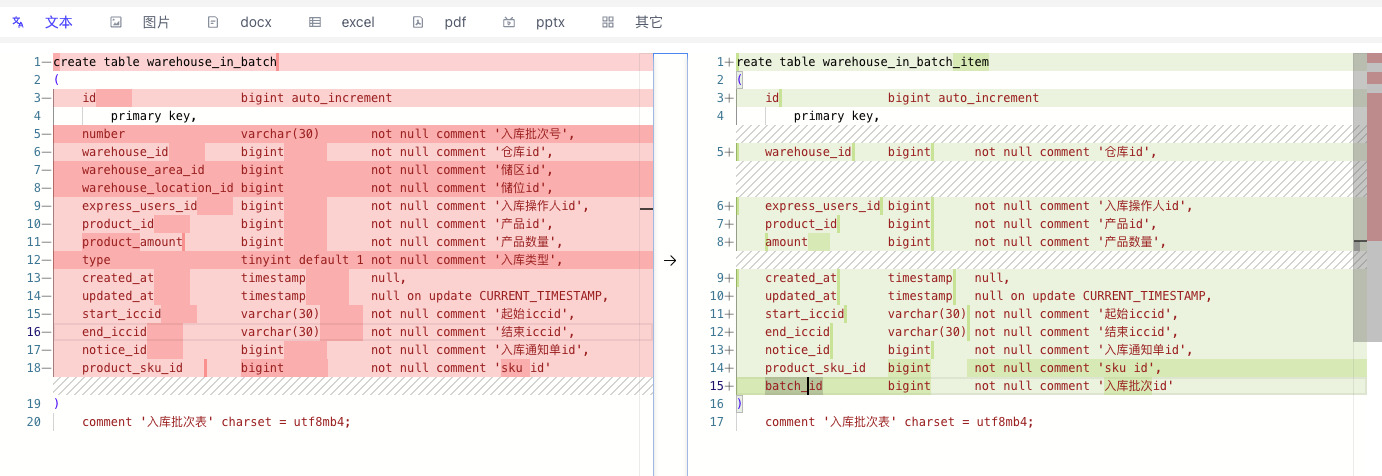 文本 图片 docx excel pdf pptx 其它
1 create table warehouse_in_batch
2 (
3 id bigint auto_increment
4 primary key,
5 number varchar(30) not null comment '入库批次号',
6 warehouse_id bigint not null comment '仓库id',
7 warehouse_area_id bigint not null comment '储区id',
8 warehouse_location_id bigint not null comment '储位id',
9 express_users_id bigint not null comment '入库操作人id',
10 product_id bigint not null comment '产品id',
11 product_amount bigint not null comment '产品数量',
12 type tinyint default 1 not null comment '入库类型',
13 created_at timestamp null,
14 updated_at timestamp null on update CURRENT_TIMESTAMP,
15 start_iccid varchar(30) not null comment '起始iccid',
16 end_iccid varchar(30) not null comment '结束iccid',
17 notice_id bigint not null comment '入库通知单id',
18 product_sku_id bigint not null comment 'sku id'
19 )
20 comment '入库批次表' charset = utf8mb4;
1 reate table warehouse_in_batch_item
2 (
3 id bigint auto_increment
4 primary key,
5 warehouse_id bigint not null comment '仓库id',
6 express_users_id bigint not null comment '入库操作人id',
7 product_id bigint not null comment '产品id',
8 amount bigint not null comment '产品数量',
9 created_at timestamp null,
10 updated_at timestamp null on update CURRENT_TIMESTAMP,
11 start_iccid varchar(30) not null comment '起始iccid',
12 end_iccid varchar(30) not null comment '结束iccid',
13 notice_id bigint not null comment '入库通知单id',
14 product_sku_id bigint not null comment 'sku id',
15 batch_id bigint not null comment '入库批次id'
16 )
17 comment '入库批次表' charset = utf8mb4;